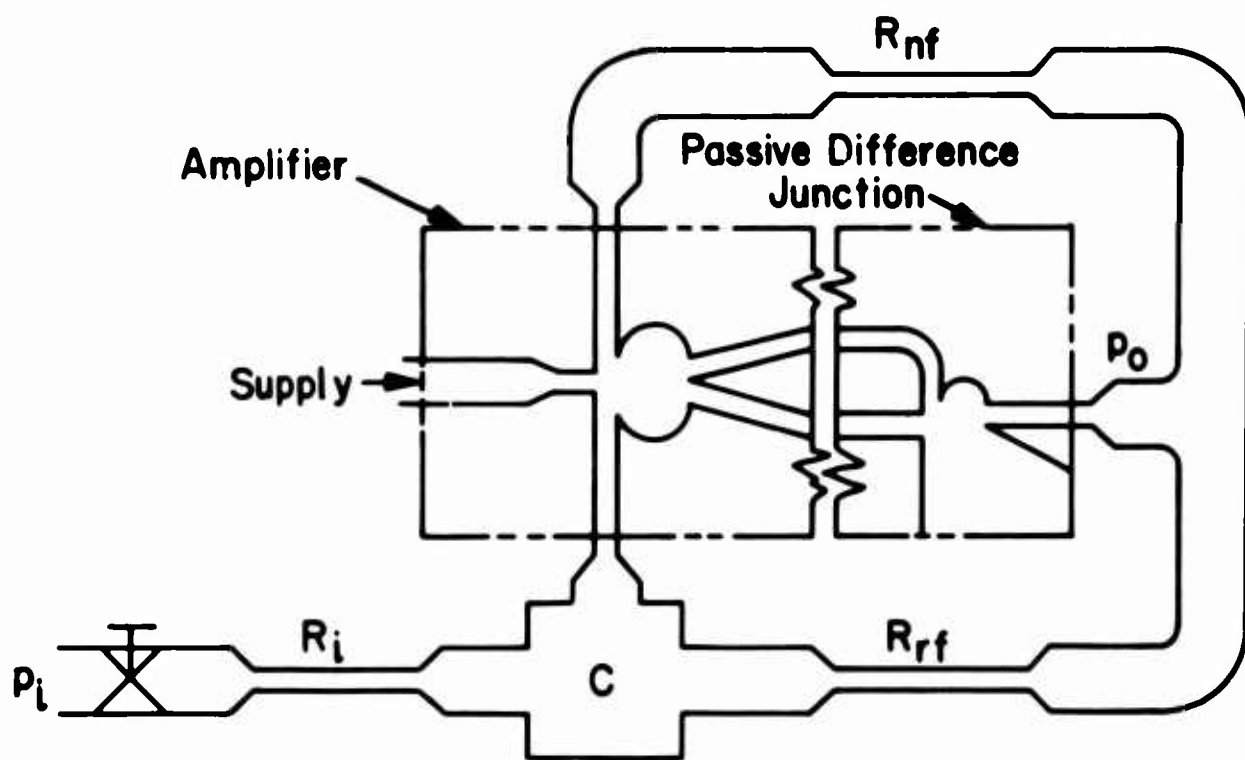 Rnf
Amplifier
Passive Difference
Junction
po
Supply
Ri
Rrf
pi
C